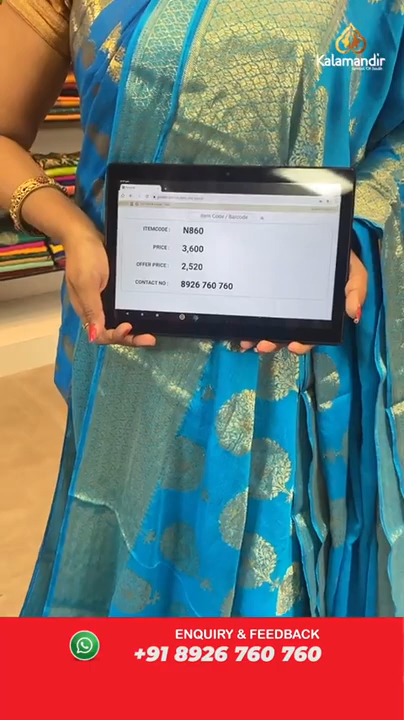 Kalamandir
Item Code / Barcode
ITEMCODE : N860
PRICE : 3,600
OFFER PRICE : 2,520
CONTACT NO : 8926 760 760
ENQUIRY & FEEDBACK
+91 8926 760 760